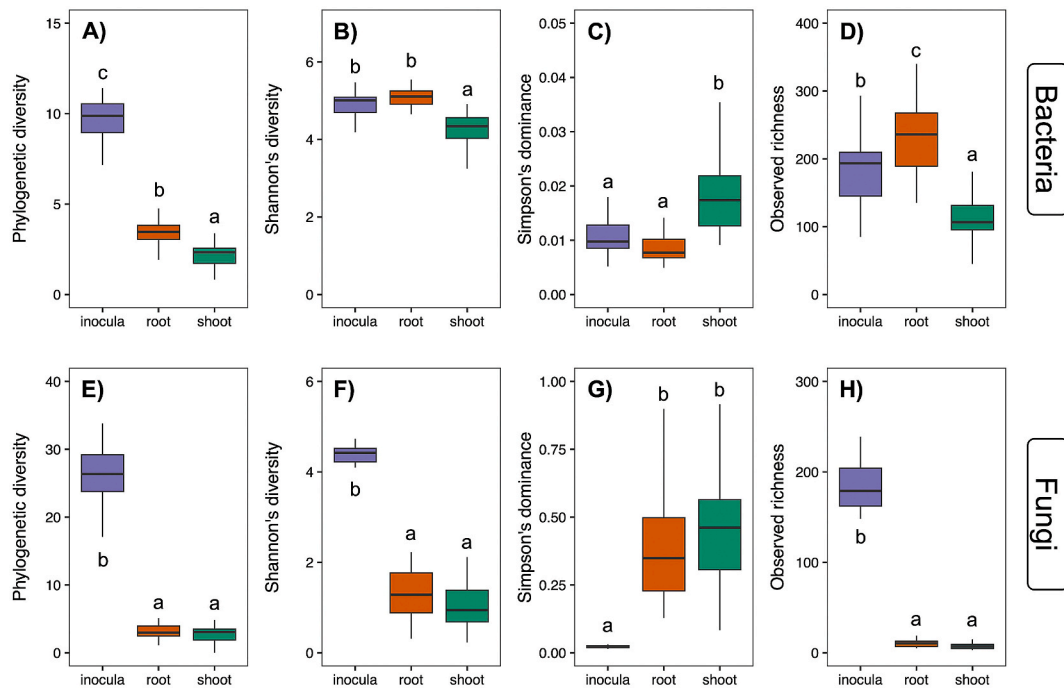 A)
Phylogenetic diversity
15
10
5
0
c
b
a
inocula root shoot
B)
Shannon's diversity
6
4
2
0
b
b
a
inocula root shoot
C)
Simpson's dominance
0.05
0.04
0.03
0.02
0.01
0.00
a
a
b
inocula root shoot
D)
Observed richness
400
300
200
100
0
b
c
a
inocula root shoot
Bacteria
E)
Phylogenetic diversity
40
30
20
10
0
b
a
a
inocula root shoot
F)
Shannon's diversity
6
4
2
0
b
a
a
inocula root shoot
G)
Simpson's dominance
1.00
0.75
0.50
0.25
0.00
a
b
b
inocula root shoot
H)
Observed richness
300
200
100
0
b
a
a
inocula root shoot
Fungi